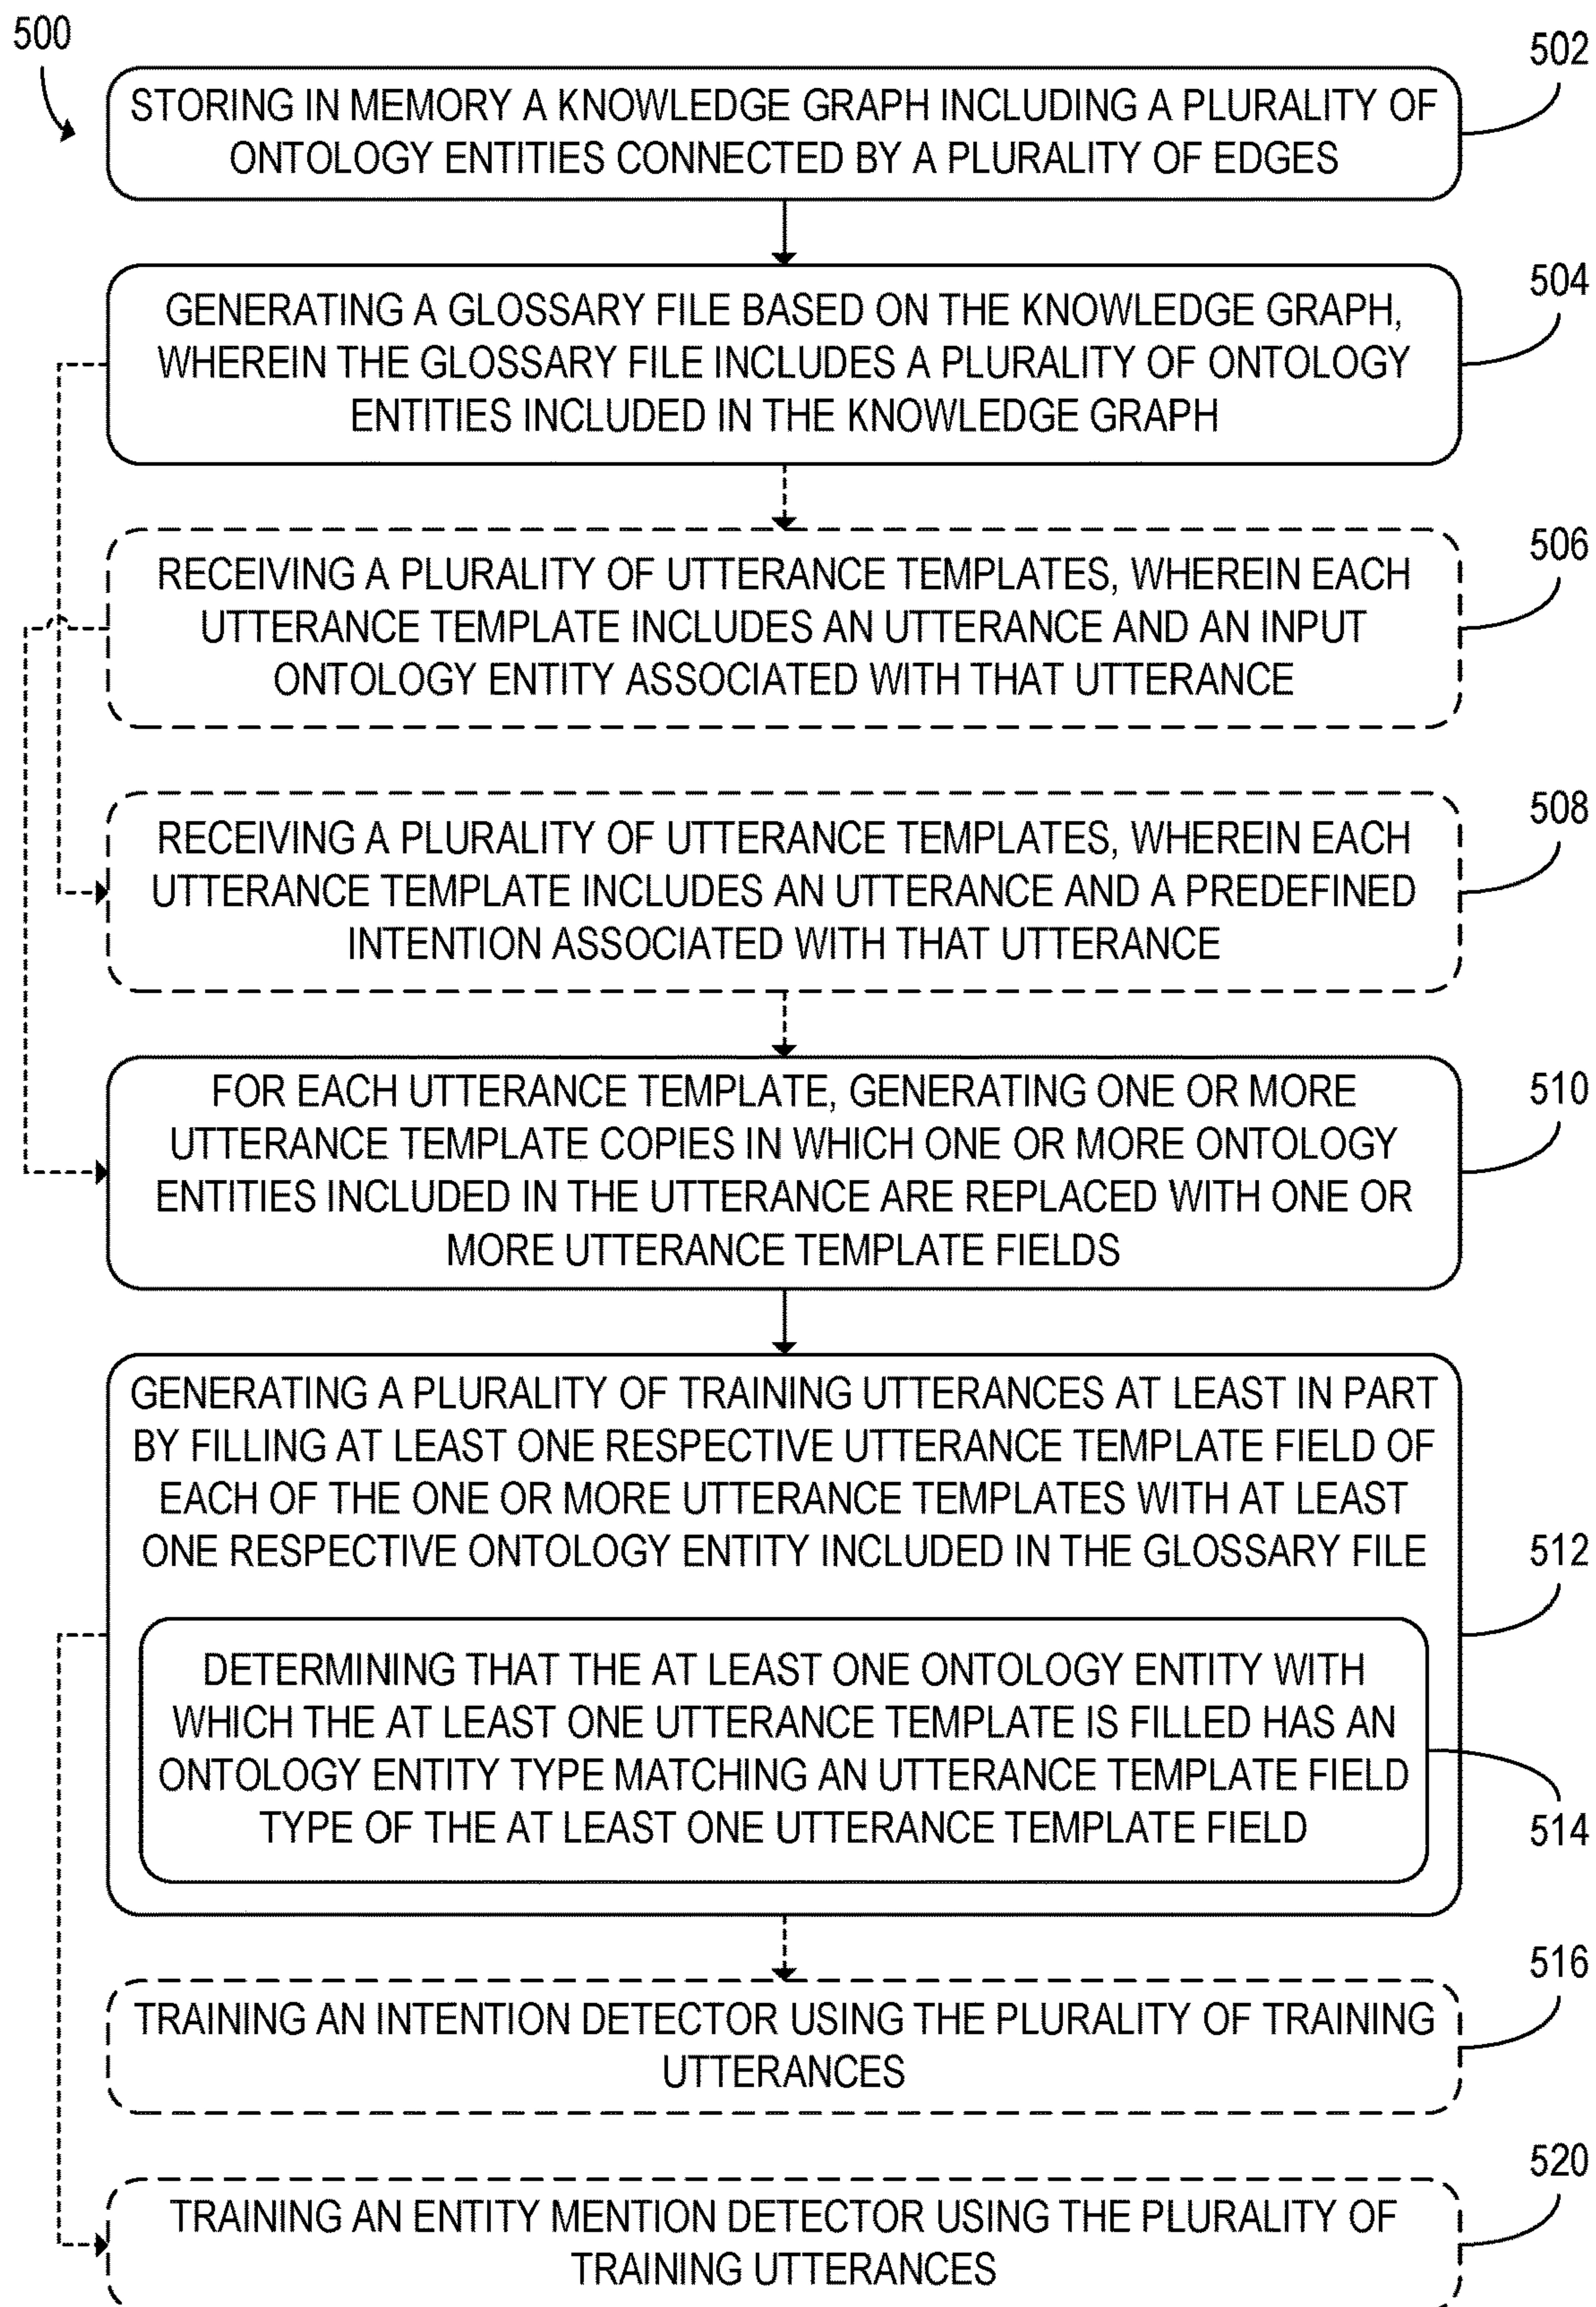 500
502
STORING IN MEMORY A KNOWLEDGE GRAPH INCLUDING A PLURALITY OF
ONTOLOGY ENTITIES CONNECTED BY A PLURALITY OF EDGES
504
GENERATING A GLOSSARY FILE BASED ON THE KNOWLEDGE GRAPH,
WHEREIN THE GLOSSARY FILE INCLUDES A PLURALITY OF ONTOLOGY
ENTITIES INCLUDED IN THE KNOWLEDGE GRAPH
506
RECEIVING A PLURALITY OF UTTERANCE TEMPLATES, WHEREIN EACH
UTTERANCE TEMPLATE INCLUDES AN UTTERANCE AND AN INPUT
ONTOLOGY ENTITY ASSOCIATED WITH THAT UTTERANCE
508
RECEIVING A PLURALITY OF UTTERANCE TEMPLATES, WHEREIN EACH
UTTERANCE TEMPLATE INCLUDES AN UTTERANCE AND A PREDEFINED
INTENTION ASSOCIATED WITH THAT UTTERANCE
510
FOR EACH UTTERANCE TEMPLATE, GENERATING ONE OR MORE
UTTERANCE TEMPLATE COPIES IN WHICH ONE OR MORE ONTOLOGY
ENTITIES INCLUDED IN THE UTTERANCE ARE REPLACED WITH ONE OR
MORE UTTERANCE TEMPLATE FIELDS
GENERATING A PLURALITY OF TRAINING UTTERANCES AT LEAST IN PART
BY FILLING AT LEAST ONE RESPECTIVE UTTERANCE TEMPLATE FIELD OF
EACH OF THE ONE OR MORE UTTERANCE TEMPLATES WITH AT LEAST
ONE RESPECTIVE ONTOLOGY ENTITY INCLUDED IN THE GLOSSARY FILE
512
DETERMINING THAT THE AT LEAST ONE ONTOLOGY ENTITY WITH
WHICH THE AT LEAST ONE UTTERANCE TEMPLATE IS FILLED HAS AN
ONTOLOGY ENTITY TYPE MATCHING AN UTTERANCE TEMPLATE FIELD
TYPE OF THE AT LEAST ONE UTTERANCE TEMPLATE FIELD
514
516
TRAINING AN INTENTION DETECTOR USING THE PLURALITY OF TRAINING
UTTERANCES
520
TRAINING AN ENTITY MENTION DETECTOR USING THE PLURALITY OF
TRAINING UTTERANCES